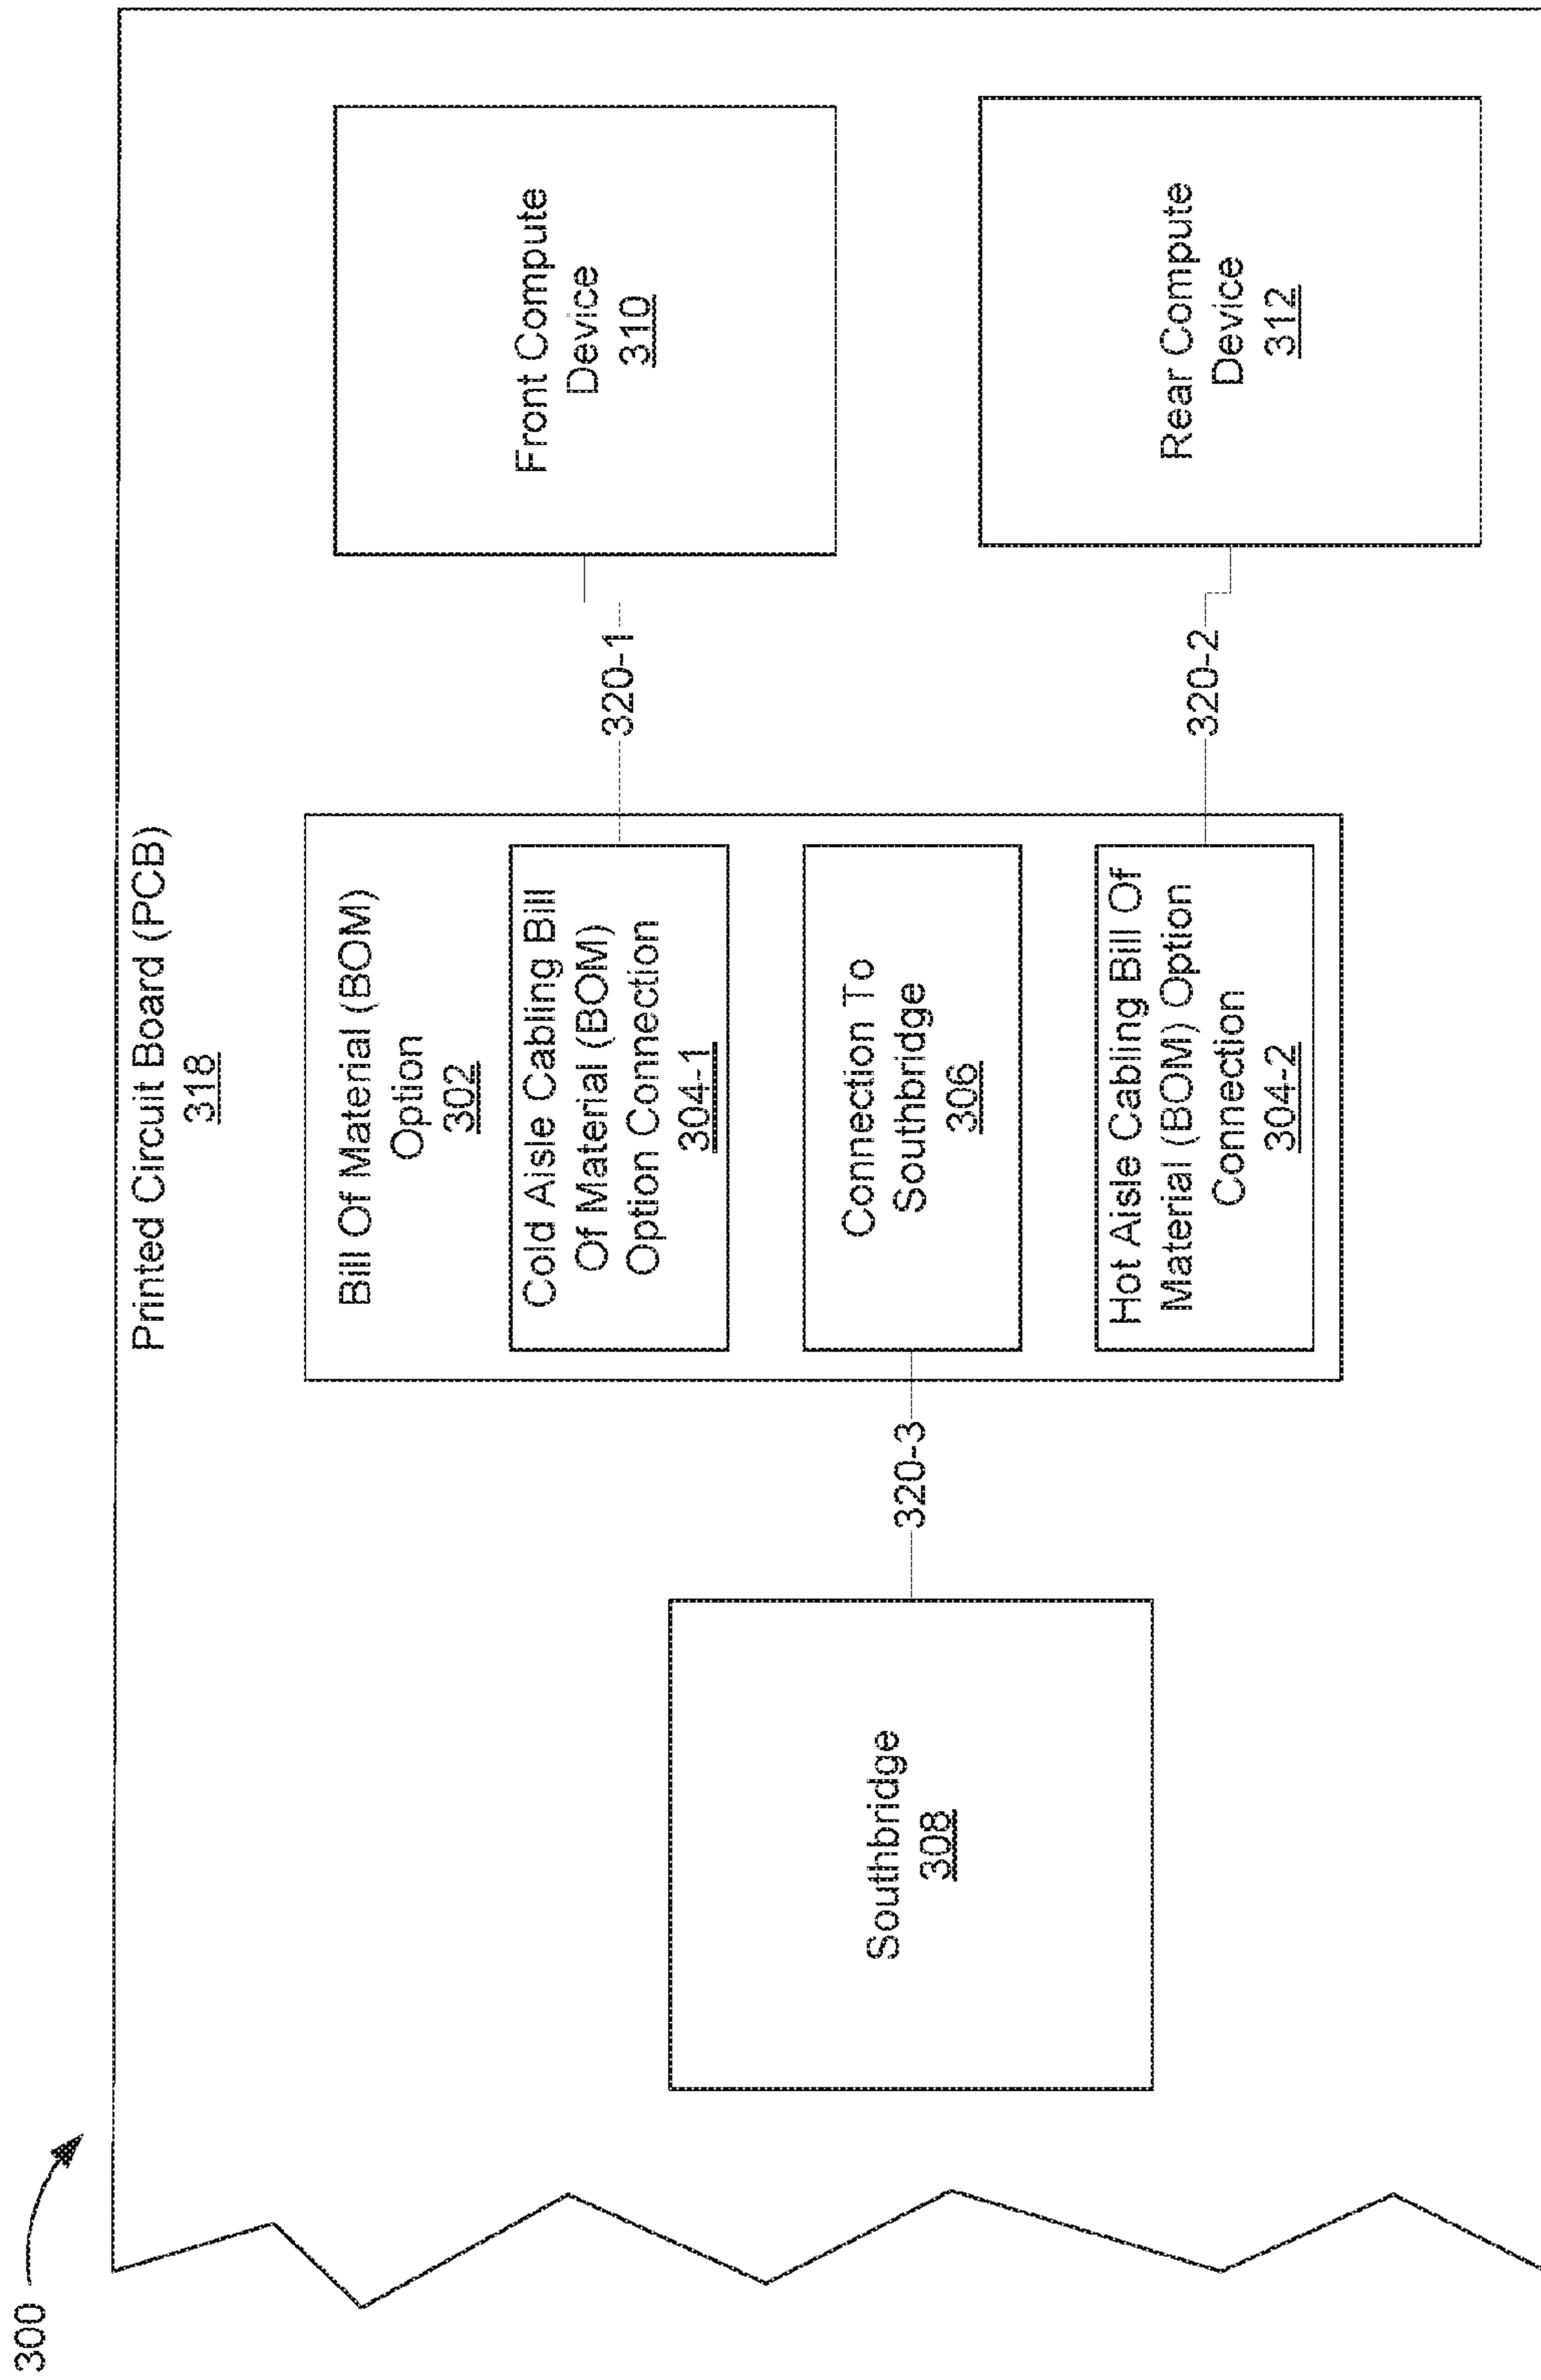 300
Printed Circuit Board (PCB)
318
Southbridge
308
320-3
Bill Of Material (BOM)
Option
302
Cold Aisle Cabling Bill
Of Material (BOM)
Option Connection
304-1
Connection To
Southbridge
306
Hot Aisle Cabling Bill Of
Material (BOM) Option
Connection
304-2
320-1
320-2
Front Compute
Device
310
Rear Compute
Device
312